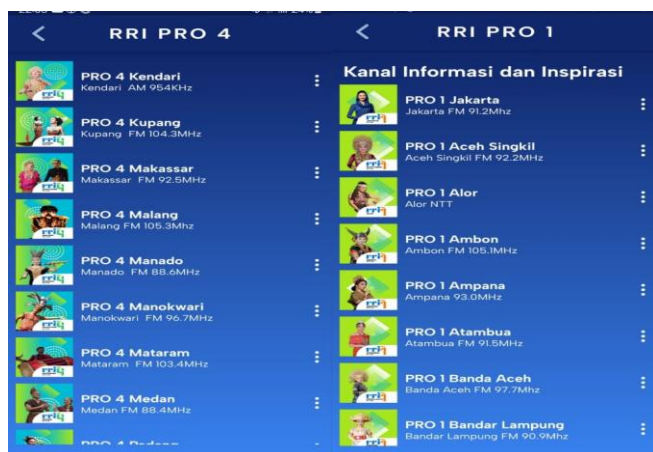 RRI PRO 4
PRO 4 Kendari
Kendari AM 954KHz
PRO 4 Kupang
Kupang FM 104.3MHz
PRO 4 Makassar
Makassar FM 92.5MHz
PRO 4 Malang
Malang FM 105.3Mhz
PRO 4 Manado
Manado FM 88.6MHz
PRO 4 Manokwari
Manokwari FM 96.7MHz
PRO 4 Mataram
Mataram FM 103.4MHz
PRO 4 Medan
Medan FM 88.4MHz
PRO 4 Padang
RRI PRO 1
Kanal Informasi dan Inspirasi
PRO 1 Jakarta
Jakarta FM 91.2Mhz
PRO 1 Aceh Singkil
Aceh Singkil FM 92.2MHz
PRO 1 Alor
Alor NTT
PRO 1 Ambon
Ambon FM 105.1MHz
PRO 1 Ampana
Ampana 93.0MHz
PRO 1 Atambua
Atambua FM 91.5MHz
PRO 1 Banda Aceh
Banda Aceh FM 97.7Mhz
PRO 1 Bandar Lampung
Bandar Lampung FM 90.9Mhz